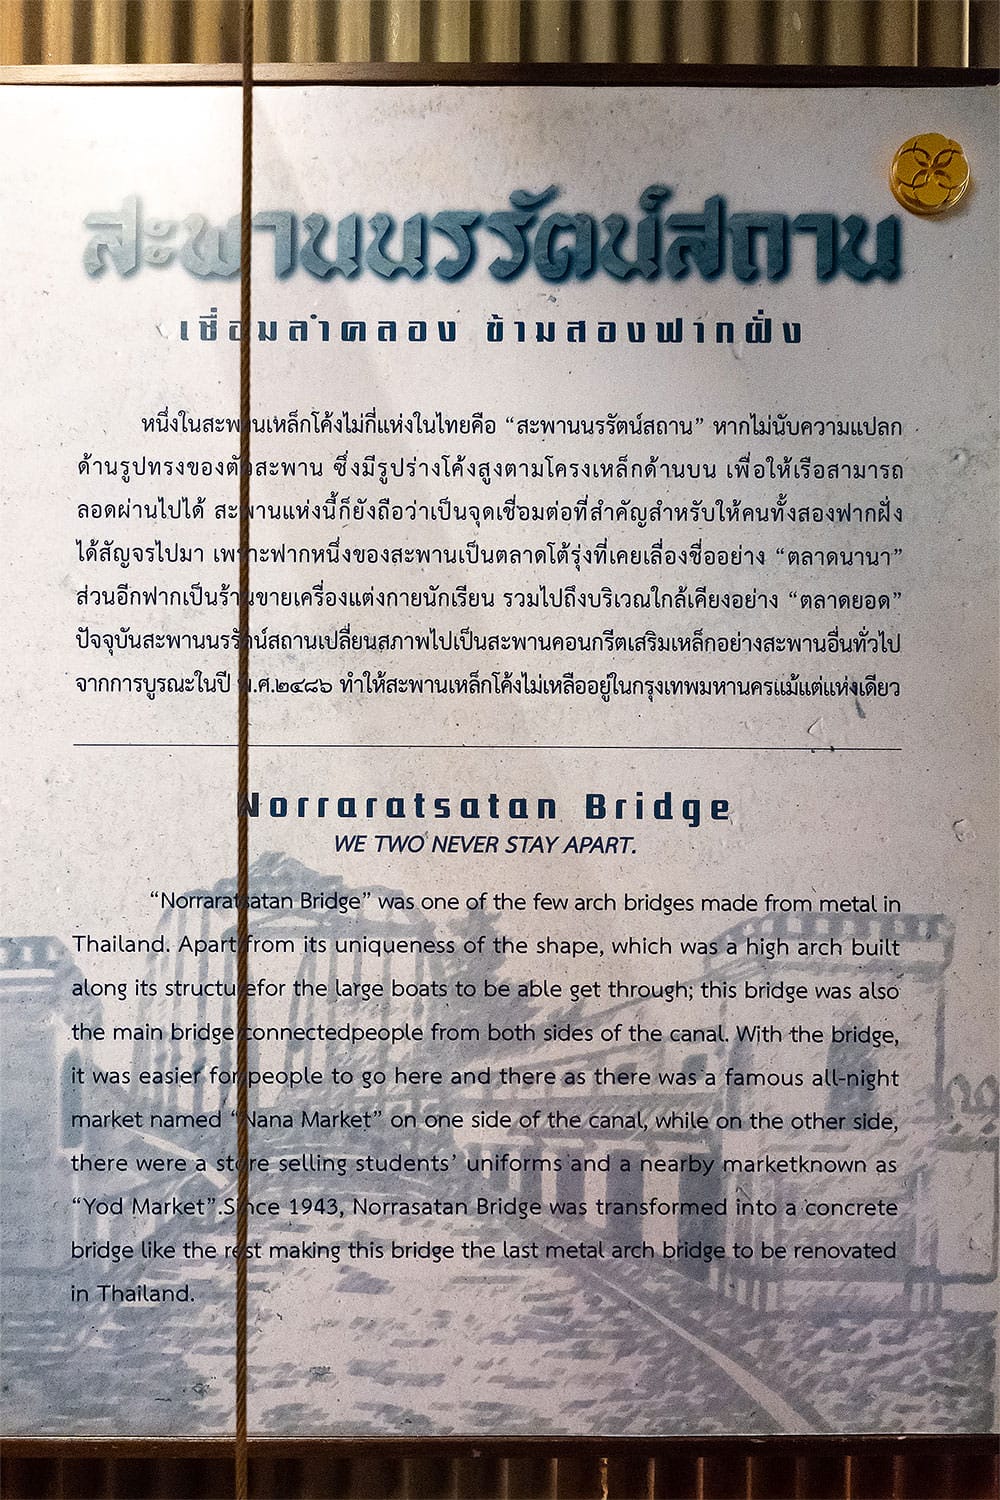 สะพานนรรัตน์สถาน
เชื่อมลำคลอง ข้ามสองฟากฝั่ง
หนึ่งในสะพานเหล็กโค้งไม่กี่แห่งในไทยคือ “สะพานนรรัตน์สถาน” หากไม่นับความแปลก
ด้านรูปทรงของตัวสะพาน ซึ่งมีรูปร่างโค้งสูงตามโครงเหล็กด้านบน เพื่อให้เรือสามารถ
ลอดผ่านไปได้ สะพานแห่งนี้ก็ยังถือว่าเป็นจุดเชื่อมต่อที่สำคัญสำหรับให้คนทั้งสองฟากฝั่ง
ได้สัญจรไปมา เพราะฟากหนึ่งของสะพานเป็นตลาดโต้รุ่งที่เคยเลื่องชื่ออย่าง “ตลาดนานา”
ส่วนอีกฟากเป็นร้านขายเครื่องแต่งกายนักเรียน รวมไปถึงบริเวณใกล้เคียงอย่าง “ตลาดยอด”
ปัจจุบันสะพานนรรัตน์สถานเปลี่ยนสภาพไปเป็นสะพานคอนกรีตเสริมเหล็กอย่างสะพานอื่นทั่วไป
จากการบูรณะในปี พ.ศ.๒๔๘๖ ทำให้สะพานเหล็กโค้งไม่เหลืออยู่ในกรุงเทพมหานครแม้แต่แห่งเดียว
Norraratsatan Bridge
WE TWO NEVER STAY APART.
“Norraratsatan Bridge” was one of the few arch bridges made from metal in
Thailand. Apart from its uniqueness of the shape, which was a high arch built
along its structurefor the large boats to be able get through; this bridge was also
the main bridge connectedpeople from both sides of the canal. With the bridge,
it was easier for people to go here and there as there was a famous all-night
market named “Nana Market” on one side of the canal, while on the other side,
there were a store selling students’ uniforms and a nearby marketknown as
“Yod Market”.Since 1943, Norrasatan Bridge was transformed into a concrete
bridge like the rest making this bridge the last metal arch bridge to be renovated
in Thailand.